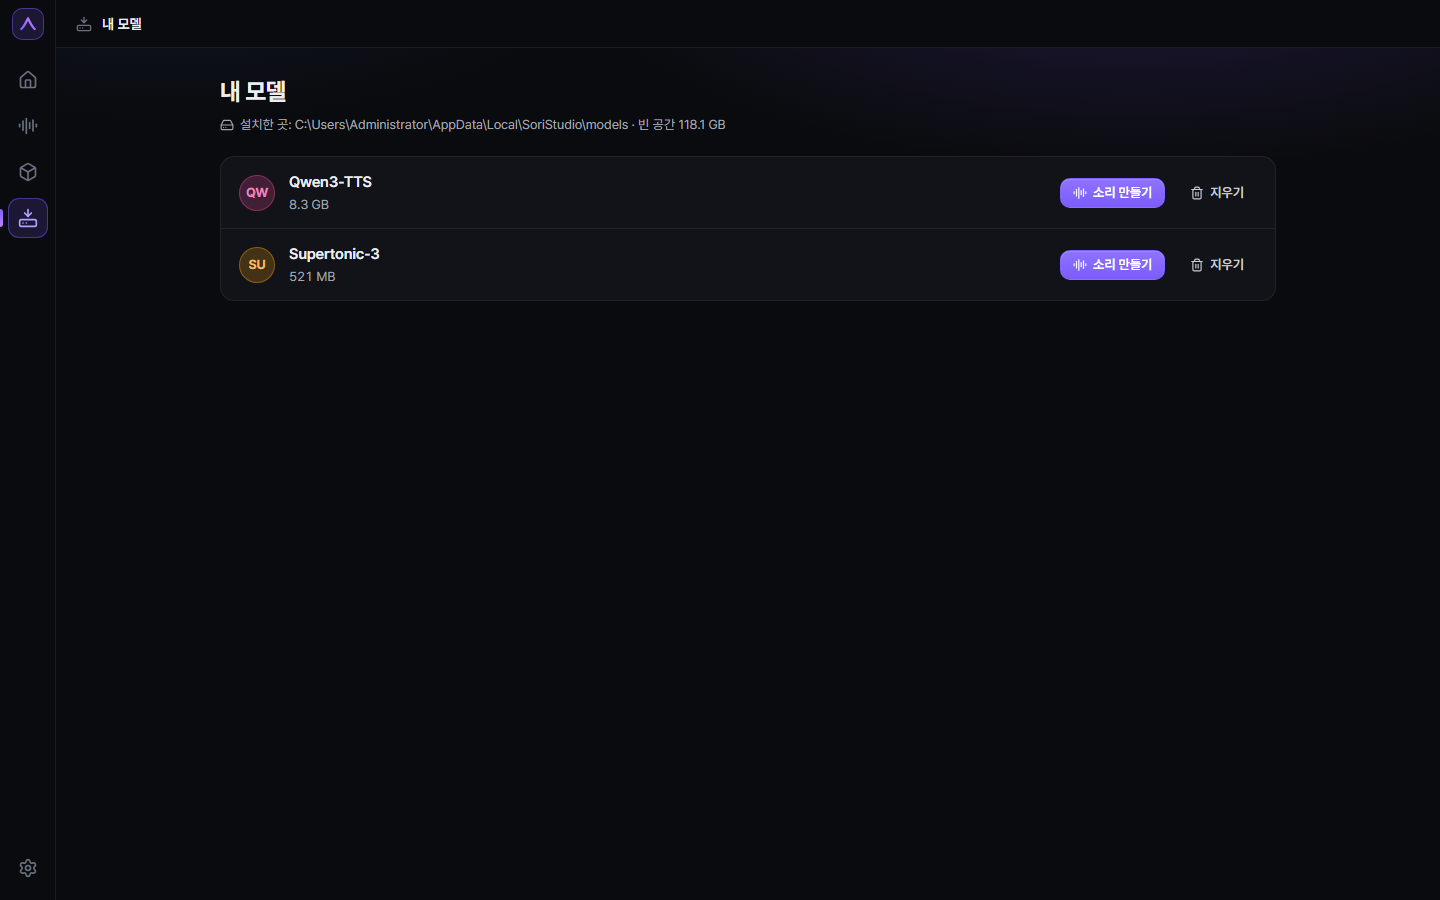 내 모델
내 모델
설치한 곳: C:\Users\Administrator\AppData\Local\SoriStudio\models · 빈 공간 118.1 GB
QW
Qwen3-TTS
8.3 GB
소리 만들기
지우기
SU
Supertonic-3
521 MB
소리 만들기
지우기